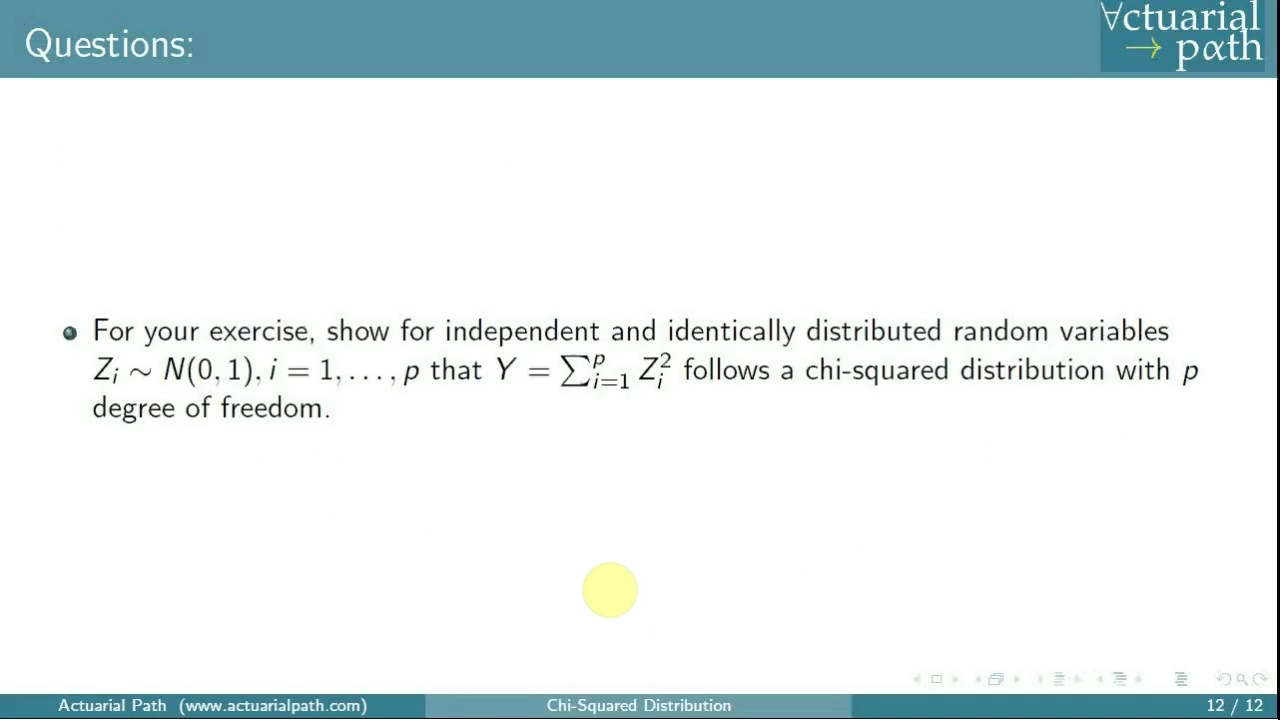 Questions:
∀ctuarial
→ pαth
For your exercise, show for independent and identically distributed random variables
Zᵢ ∼ N(0, 1), i = 1, . . . , p that Y = ∑ᵖᵢ₌₁ Zᵢ² follows a chi-squared distribution with p
degree of freedom.
Actuarial Path (www.actuarialpath.com) Chi-Squared Distribution 12 / 12